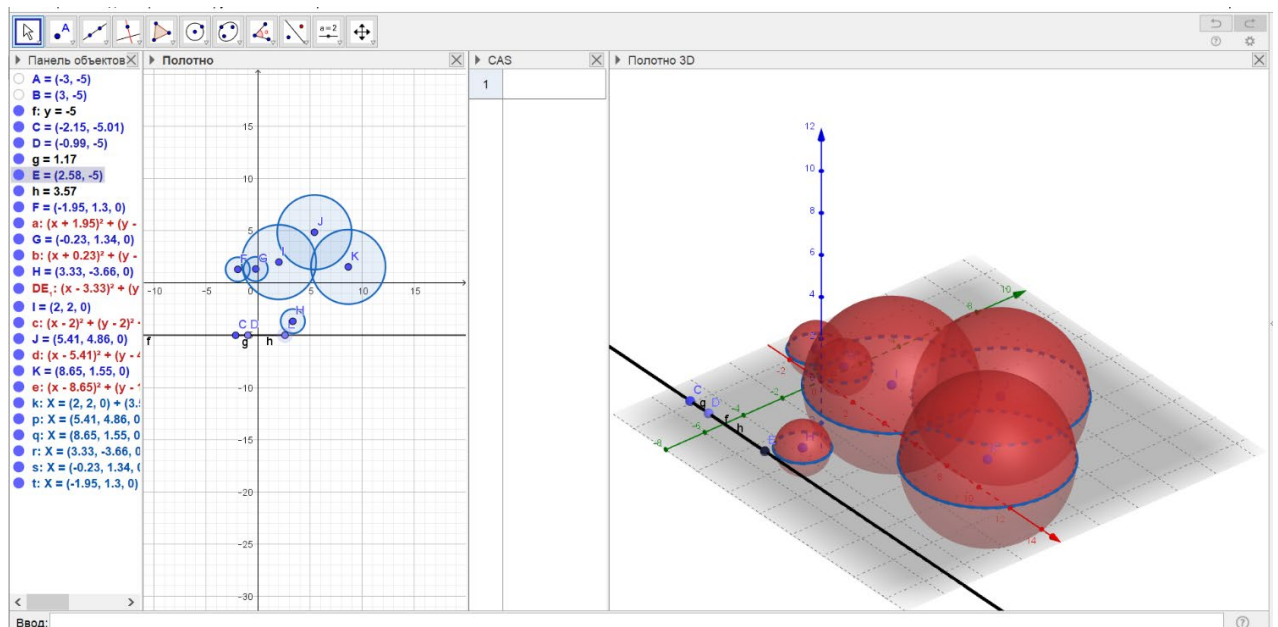 a=2
Панель объектов
Полотно
CAS
Полотно 3D
A = (-3, -5)
B = (3, -5)
f: y = -5
C = (-2.15, -5.01)
D = (-0.99, -5)
g = 1.17
E = (2.58, -5)
h = 3.57
F = (-1.95, 1.3, 0)
a: (x + 1.95)² + (y -
G = (-0.23, 1.34, 0)
b: (x + 0.23)² + (y -
H = (3.33, -3.66, 0)
DE₁: (x - 3.33)² + (y
I = (2, 2, 0)
c: (x - 2)² + (y - 2)² -
J = (5.41, 4.86, 0)
d: (x - 5.41)² + (y - 4
K = (8.65, 1.55, 0)
e: (x - 8.65)² + (y - 1
k: X = (2, 2, 0) + (3.5
p: X = (5.41, 4.86, 0
q: X = (8.65, 1.55, 0)
r: X = (3.33, -3.66, 0
s: X = (-0.23, 1.34, 0
t: X = (-1.95, 1.3, 0)
15
10
5
J
I
K
F G
-10 -5 0 5 10 15
H
C D E
f g h
-10
-15
-20
-25
-30
1
12
10
8
6
4
10
8
6
-2
-2
-4
-6
-8
C
g D
f
h
E
H
I
10
12
14
Ввод: